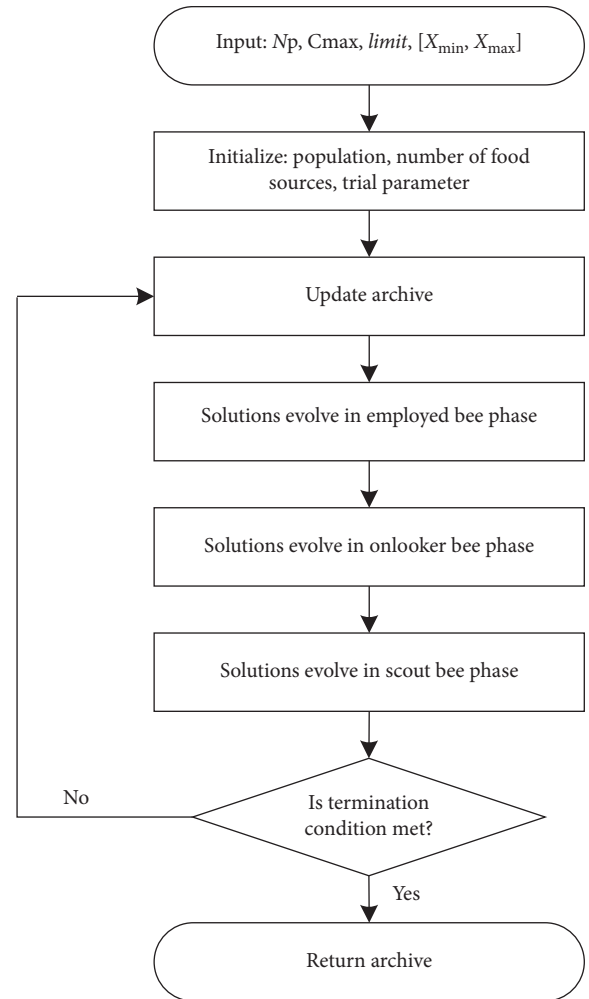 Input: Np, Cmax, limit, [Xmin, Xmax]
Initialize: population, number of food
sources, trial parameter
Update archive
Solutions evolve in employed bee phase
Solutions evolve in onlooker bee phase
Solutions evolve in scout bee phase
Is termination
condition met?
No
Yes
Return archive